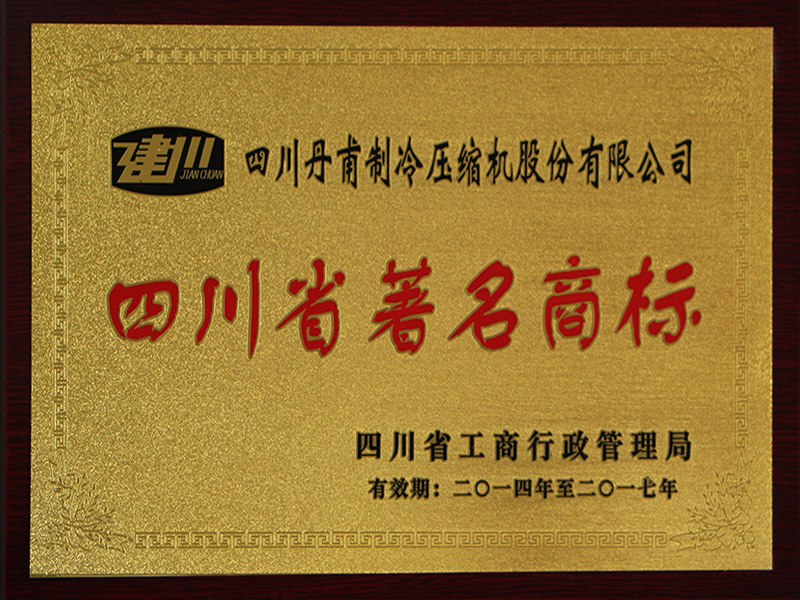 建川
JIAN CHUAN
四川丹甫制冷压缩机股份有限公司
四川省著名商标
四川省工商行政管理局
有效期：二〇一四年至二〇一七年